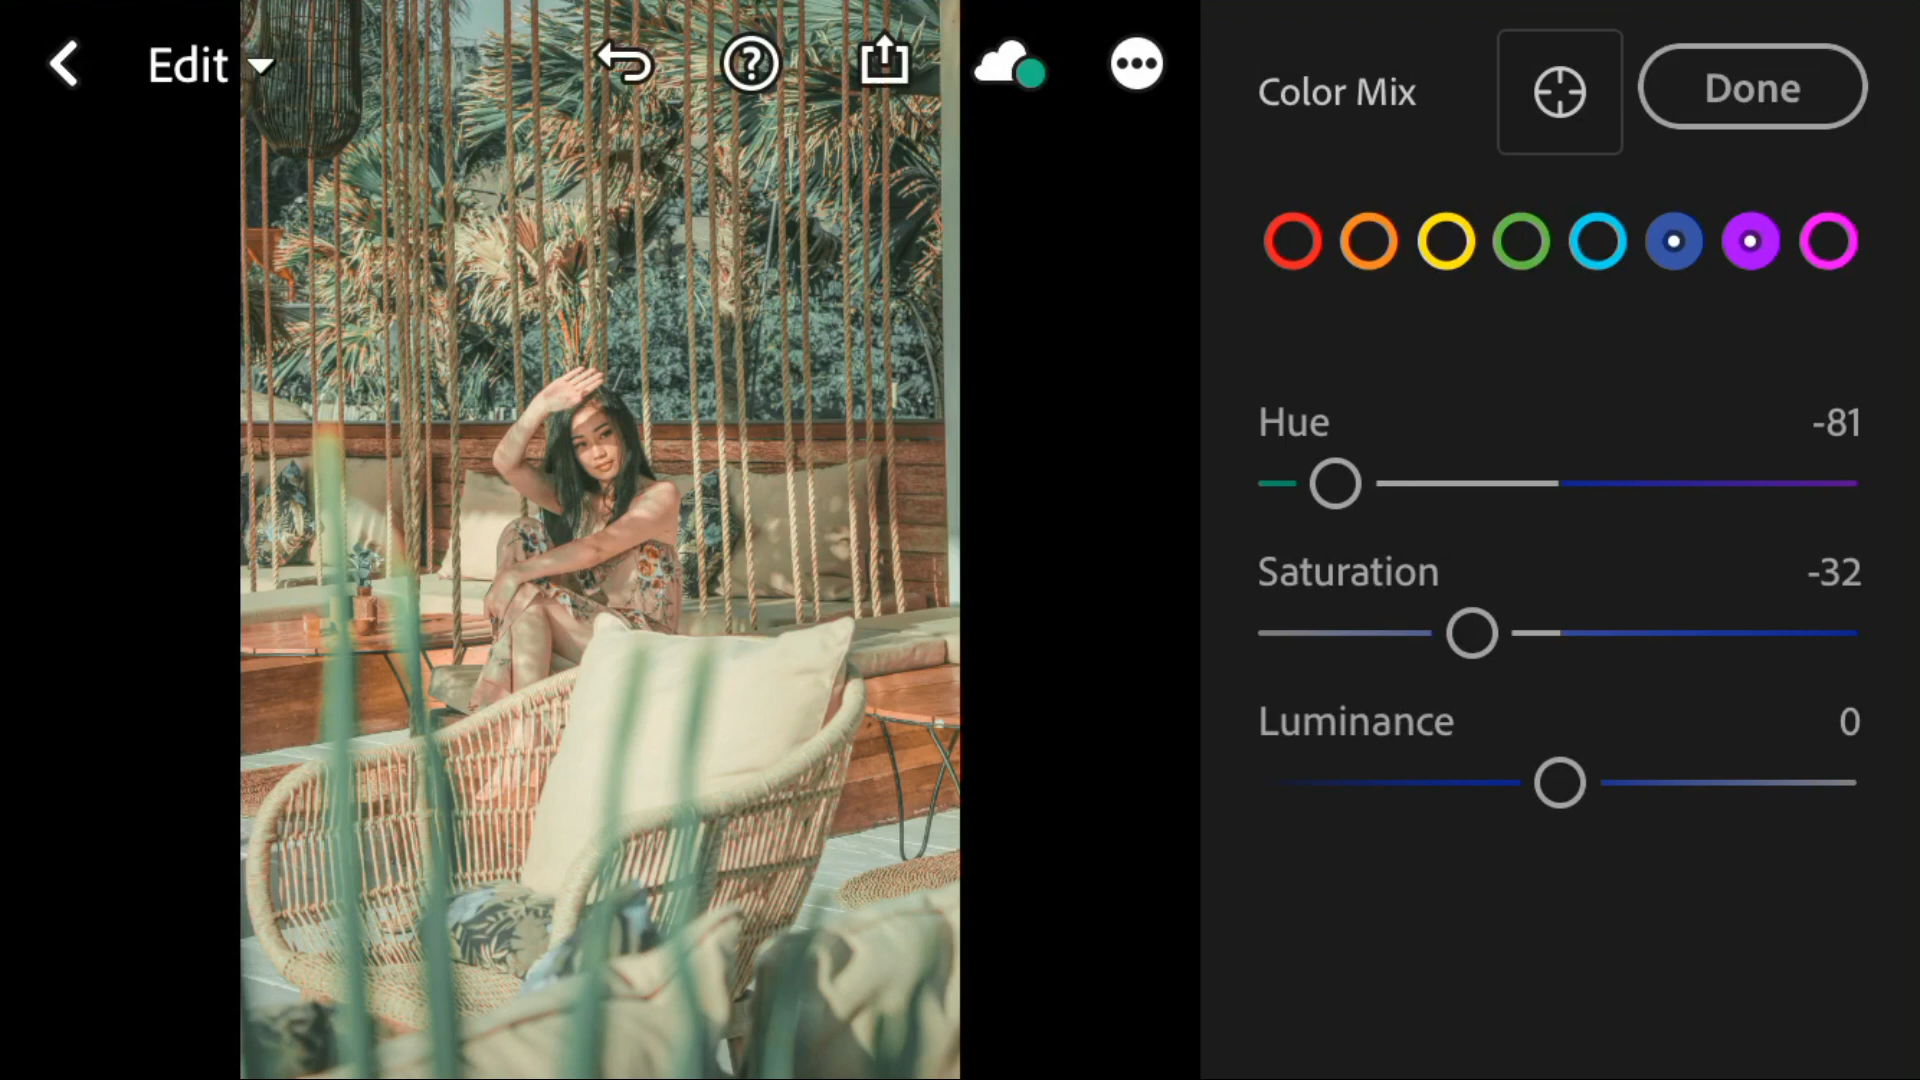 Edit
Color Mix
Done
Hue
-81
Saturation
-32
Luminance
0